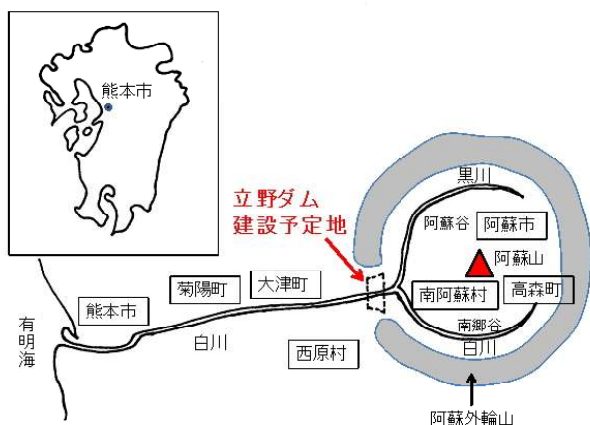 熊本市
立野ダム
建設予定地
黒川
阿蘇谷
阿蘇市
阿蘇山
南阿蘇村
高森町
南郷谷
白川
阿蘇外輪山
大津町
菊陽町
熊本市
白川
西原村
有明海